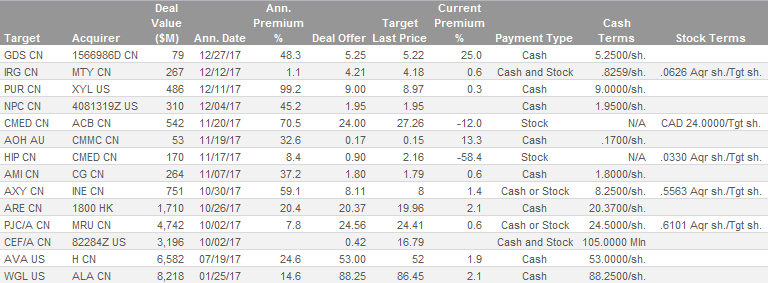 Deal Ann. Target Current
Value Premium Premium Cash
Target Acquirer ($M) Ann. Date % Deal Offer Last Price % Payment Type Terms Stock Terms
GDS CN 1566986D CN 79 12/27/17 48.3 5.25 5.22 25.0 Cash 5.2500/sh.
IRG CN MTY CN 267 12/12/17 1.1 4.21 4.18 0.6 Cash and Stock .8259/sh. .0626 Aqr sh./Tgt sh.
PUR CN XYL US 486 12/11/17 99.2 9.00 8.97 0.3 Cash 9.0000/sh.
NPC CN 4081319Z US 310 12/04/17 45.2 1.95 1.95 Cash 1.9500/sh.
CMED CN ACB CN 542 11/20/17 70.5 24.00 27.26 -12.0 Stock N/A CAD 24.0000/Tgt sh.
AOH AU CMMC CN 53 11/19/17 32.6 0.17 0.15 13.3 Cash .1700/sh.
HIP CN CMED CN 170 11/17/17 8.4 0.90 2.16 -58.4 Stock N/A .0330 Aqr sh./Tgt sh.
AMI CN CG CN 264 11/07/17 37.2 1.80 1.79 0.6 Cash 1.8000/sh.
AXY CN INE CN 751 10/30/17 59.1 8.11 8 1.4 Cash or Stock 8.2500/sh. .5563 Aqr sh./Tgt sh.
ARE CN 1800 HK 1,710 10/26/17 20.4 20.37 19.96 2.1 Cash 20.3700/sh.
PJC/A CN MRU CN 4,742 10/02/17 7.8 24.56 24.41 0.6 Cash or Stock 24.5000/sh. .6101 Aqr sh./Tgt sh.
CEF/A CN 82284Z US 3,196 10/02/17 0.42 16.79 Cash and Stock 105.0000 Mln
AVA US H CN 6,582 07/19/17 24.6 53.00 52 1.9 Cash 53.0000/sh.
WGL US ALA CN 8,218 01/25/17 14.6 88.25 86.45 2.1 Cash 88.2500/sh.